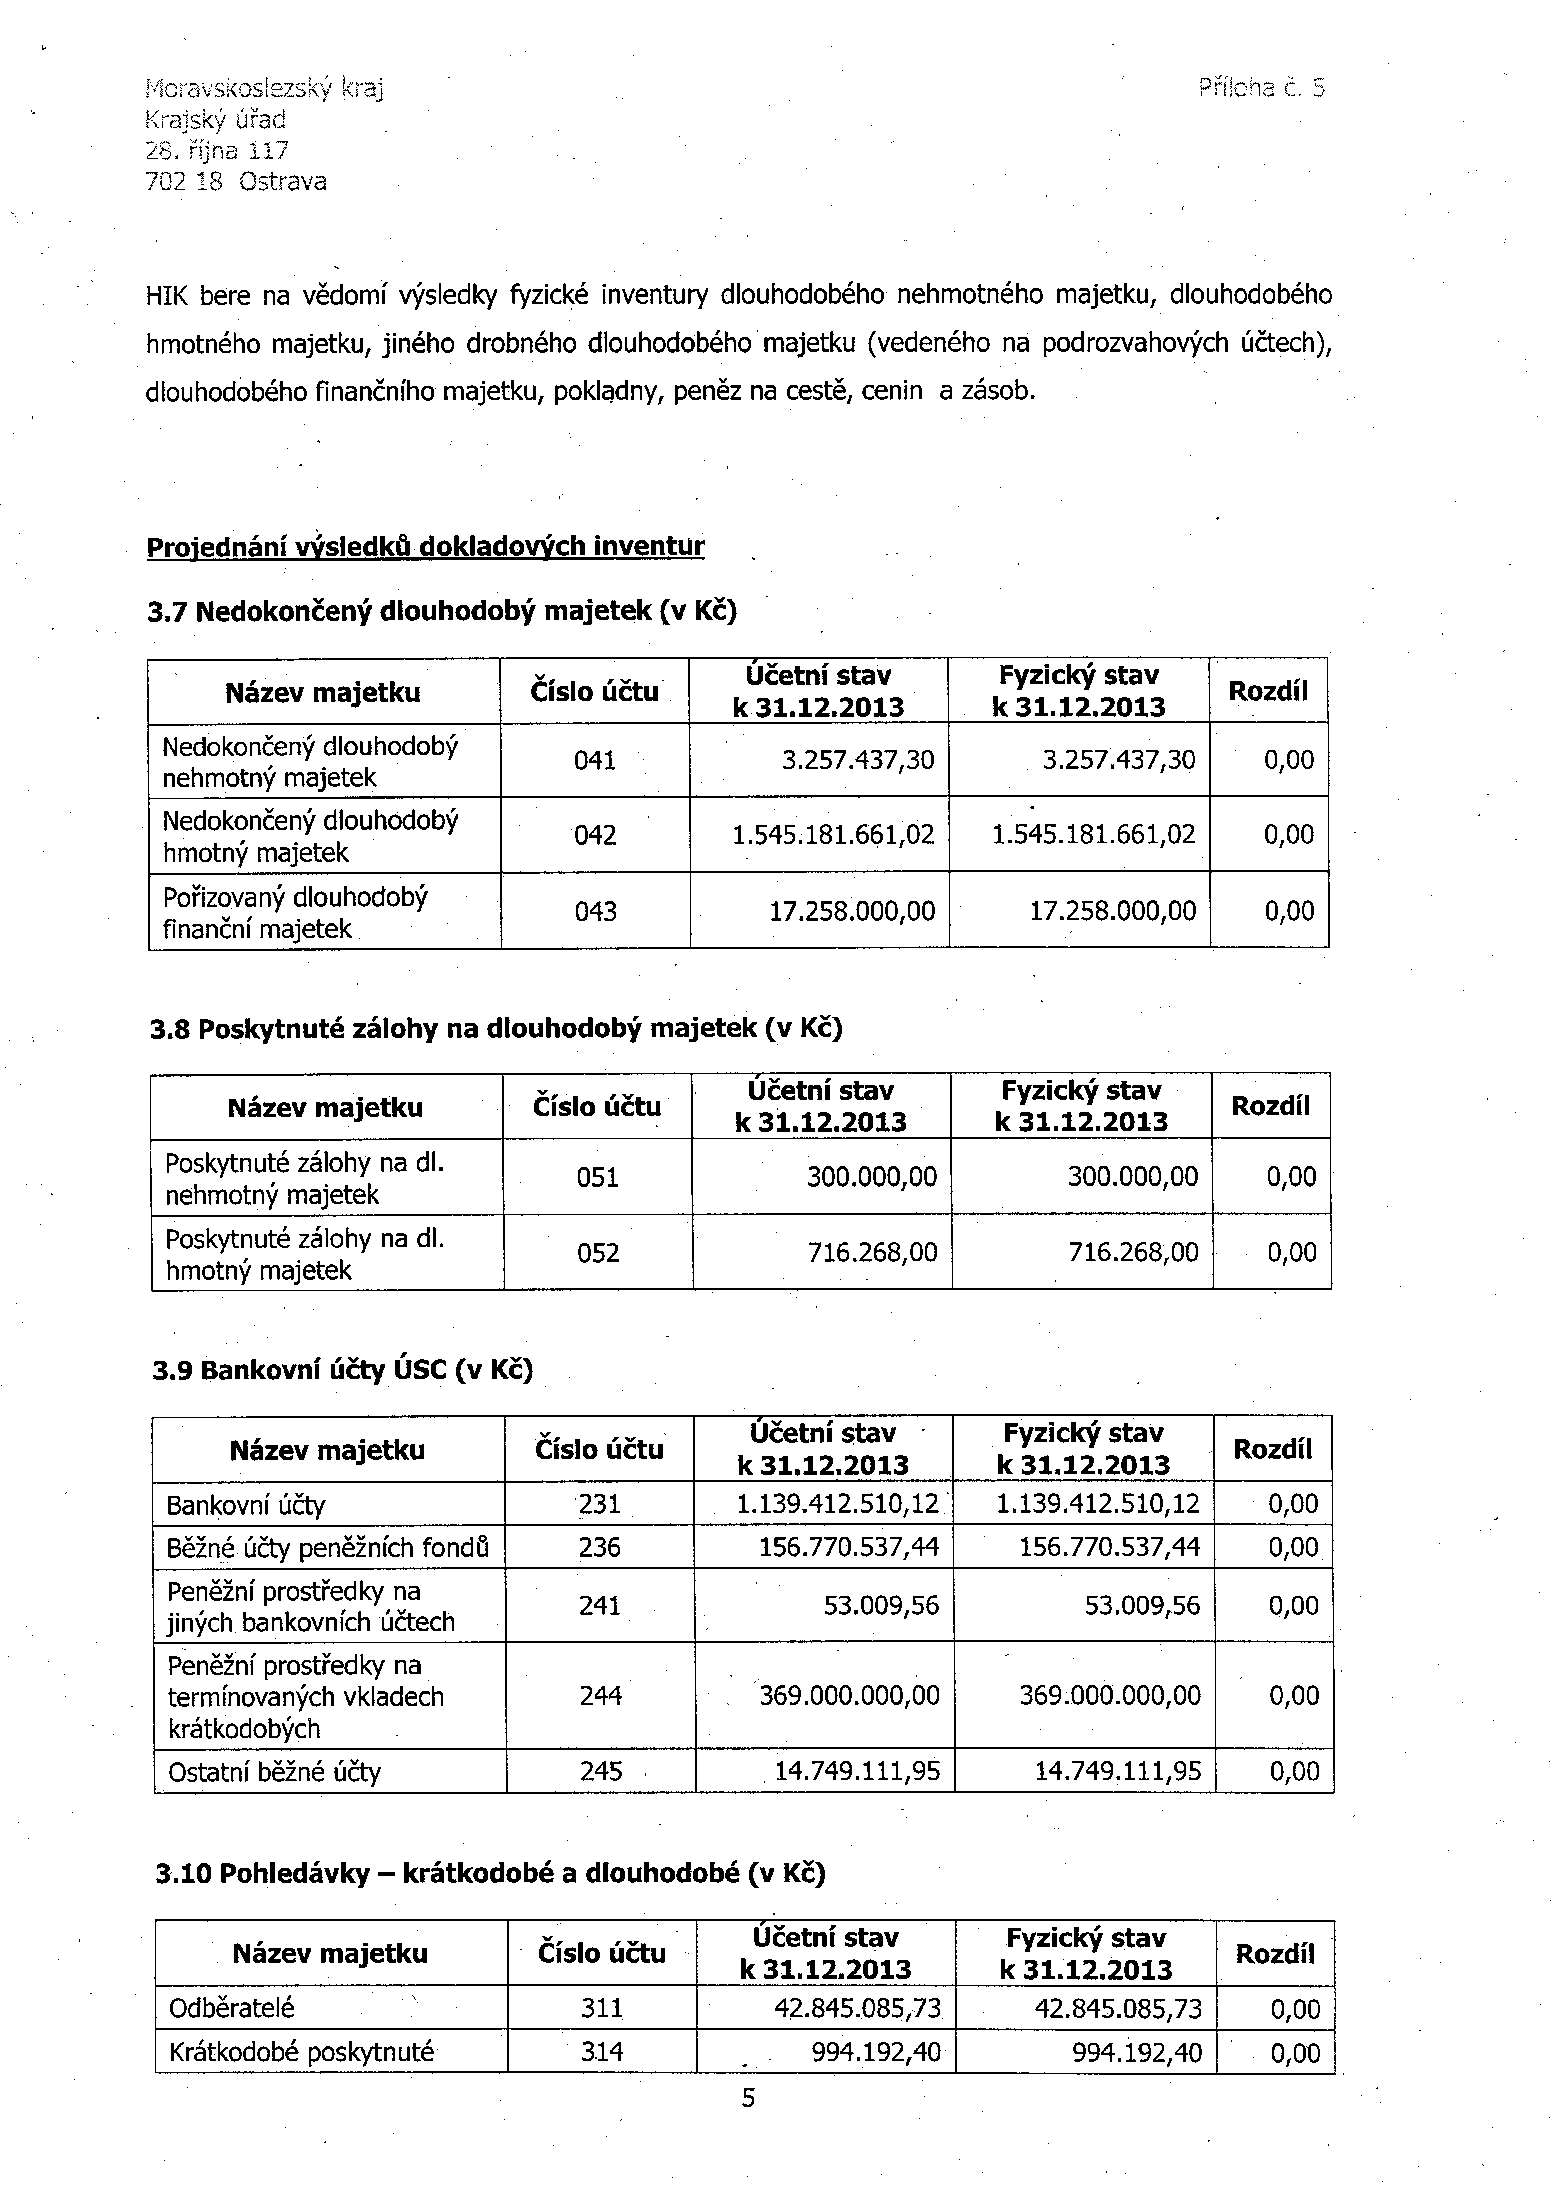 Moravskoslezský kraj
Příloha č. 5
Krajský úřad
28. října 117
702 18 Ostrava
HIK bere na vědomí výsledky fyzické inventury dlouhodobého nehmotného majetku, dlouhodobého
hmotného majetku, jiného drobného dlouhodobého majetku (vedeného na podrozvahových účtech),
dlouhodobého finančního majetku, pokladny, peněz na cestě, cenin a zásob.
Projednání výsledků dokladových inventur
3.7 Nedokončený dlouhodobý majetek (v Kč)
Název majetku Číslo účtu Účetní stav k 31.12.2013 Fyzický stav k 31.12.2013 Rozdíl
Nedokončený dlouhodobý
nehmotný majetek 041 3.257.437,30 3.257.437,30 0,00
Nedokončený dlouhodobý
hmotný majetek 042 1.545.181.661,02 1.545.181.661,02 0,00
Pořizovaný dlouhodobý
finanční majetek 043 17.258.000,00 17.258.000,00 0,00
3.8 Poskytnuté zálohy na dlouhodobý majetek (v Kč)
Název majetku Číslo účtu Účetní stav k 31.12.2013 Fyzický stav k 31.12.2013 Rozdíl
Poskytnuté zálohy na dl.
nehmotný majetek 051 300.000,00 300.000,00 0,00
Poskytnuté zálohy na dl.
hmotný majetek 052 716.268,00 716.268,00 0,00
3.9 Bankovní účty ÚSC (v Kč)
Název majetku Číslo účtu Účetní stav k 31.12.2013 Fyzický stav k 31.12.2013 Rozdíl
Bankovní účty 231 1.139.412.510,12 1.139.412.510,12 0,00
Běžné účty peněžních fondů 236 156.770.537,44 156.770.537,44 0,00
Peněžní prostředky na
jiných bankovních účtech 241 53.009,56 53.009,56 0,00
Peněžní prostředky na
termínovaných vkladech 244 369.000.000,00 369.000.000,00 0,00
krátkodobých
Ostatní běžné účty 245 14.749.111,95 14.749.111,95 0,00
3.10 Pohledávky – krátkodobé a dlouhodobé (v Kč)
Název majetku Číslo účtu Účetní stav k 31.12.2013 Fyzický stav k 31.12.2013 Rozdíl
Odběratelé 311 42.845.085,73 42.845.085,73 0,00
Krátkodobé poskytnuté 314 994.192,40 994.192,40 0,00
5